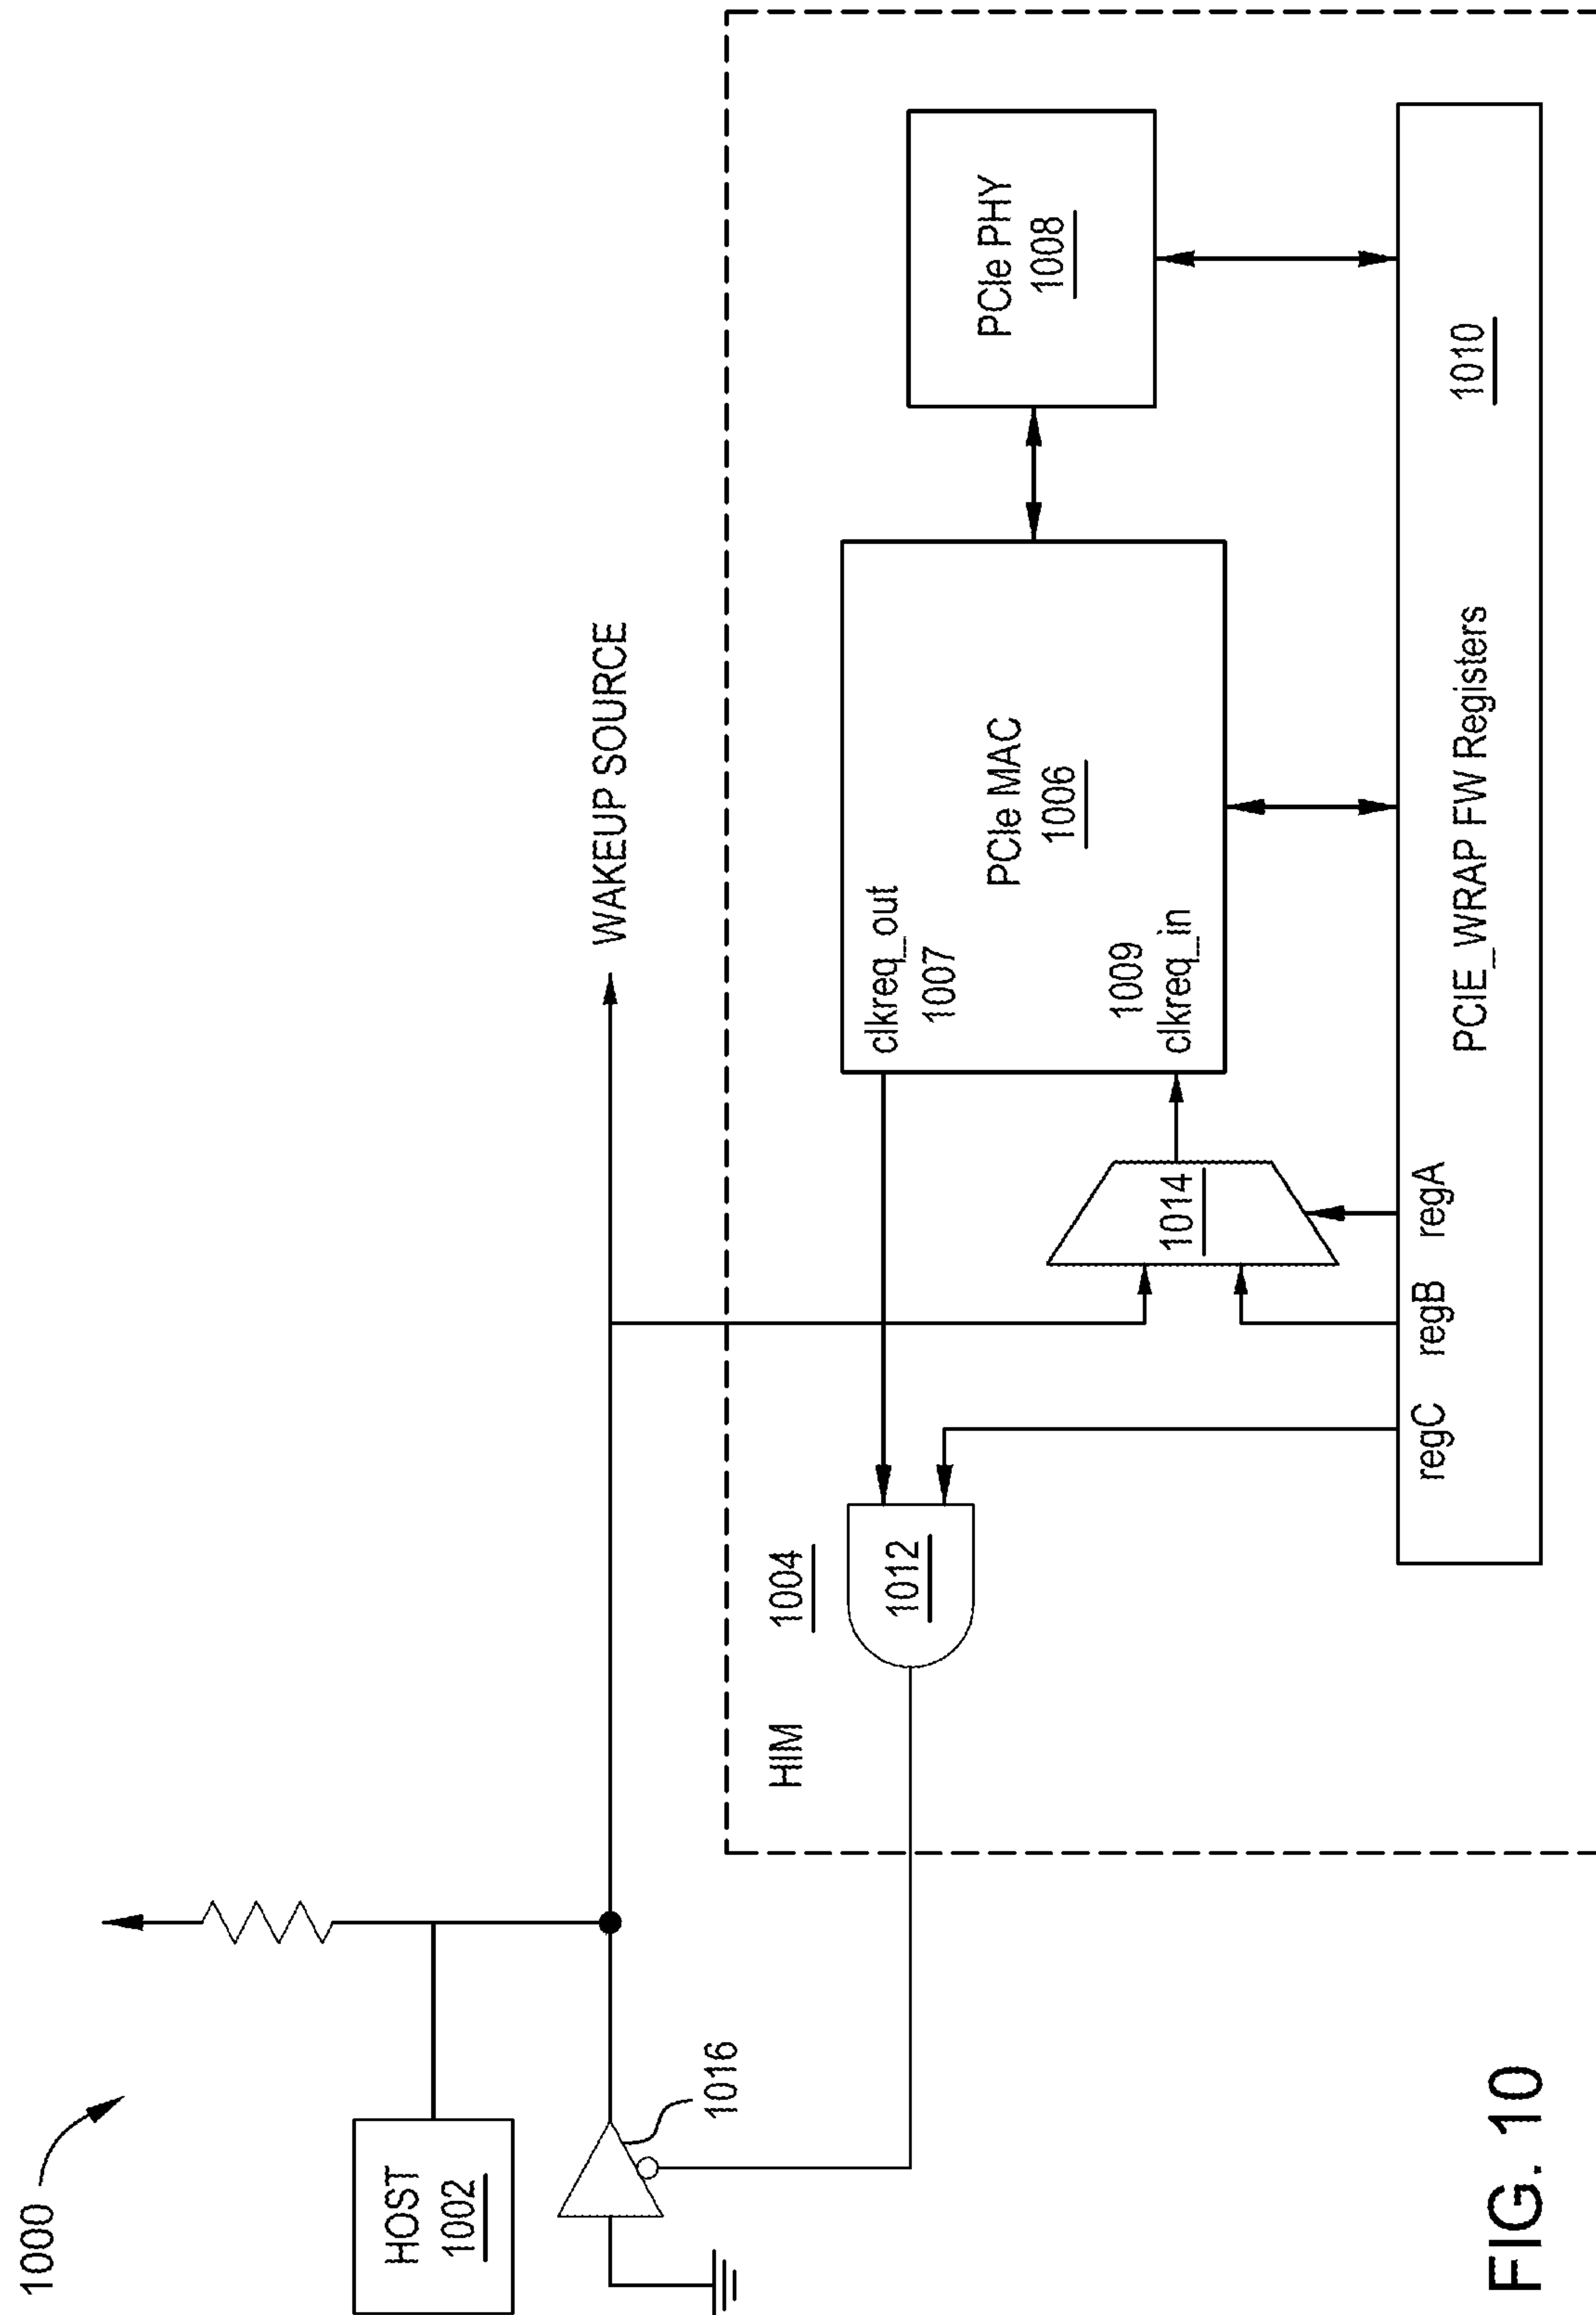 1000
HOST
1002
1016
WAKEUP SOURCE
HIM
1004
1012
clkreq_out
1007
PCIe MAC
1006
1009
clkreq_in
1014
PCIe PHY
1008
regC
regB
regA
PCIE_WRAP FW Registers
1010
FIG. 10